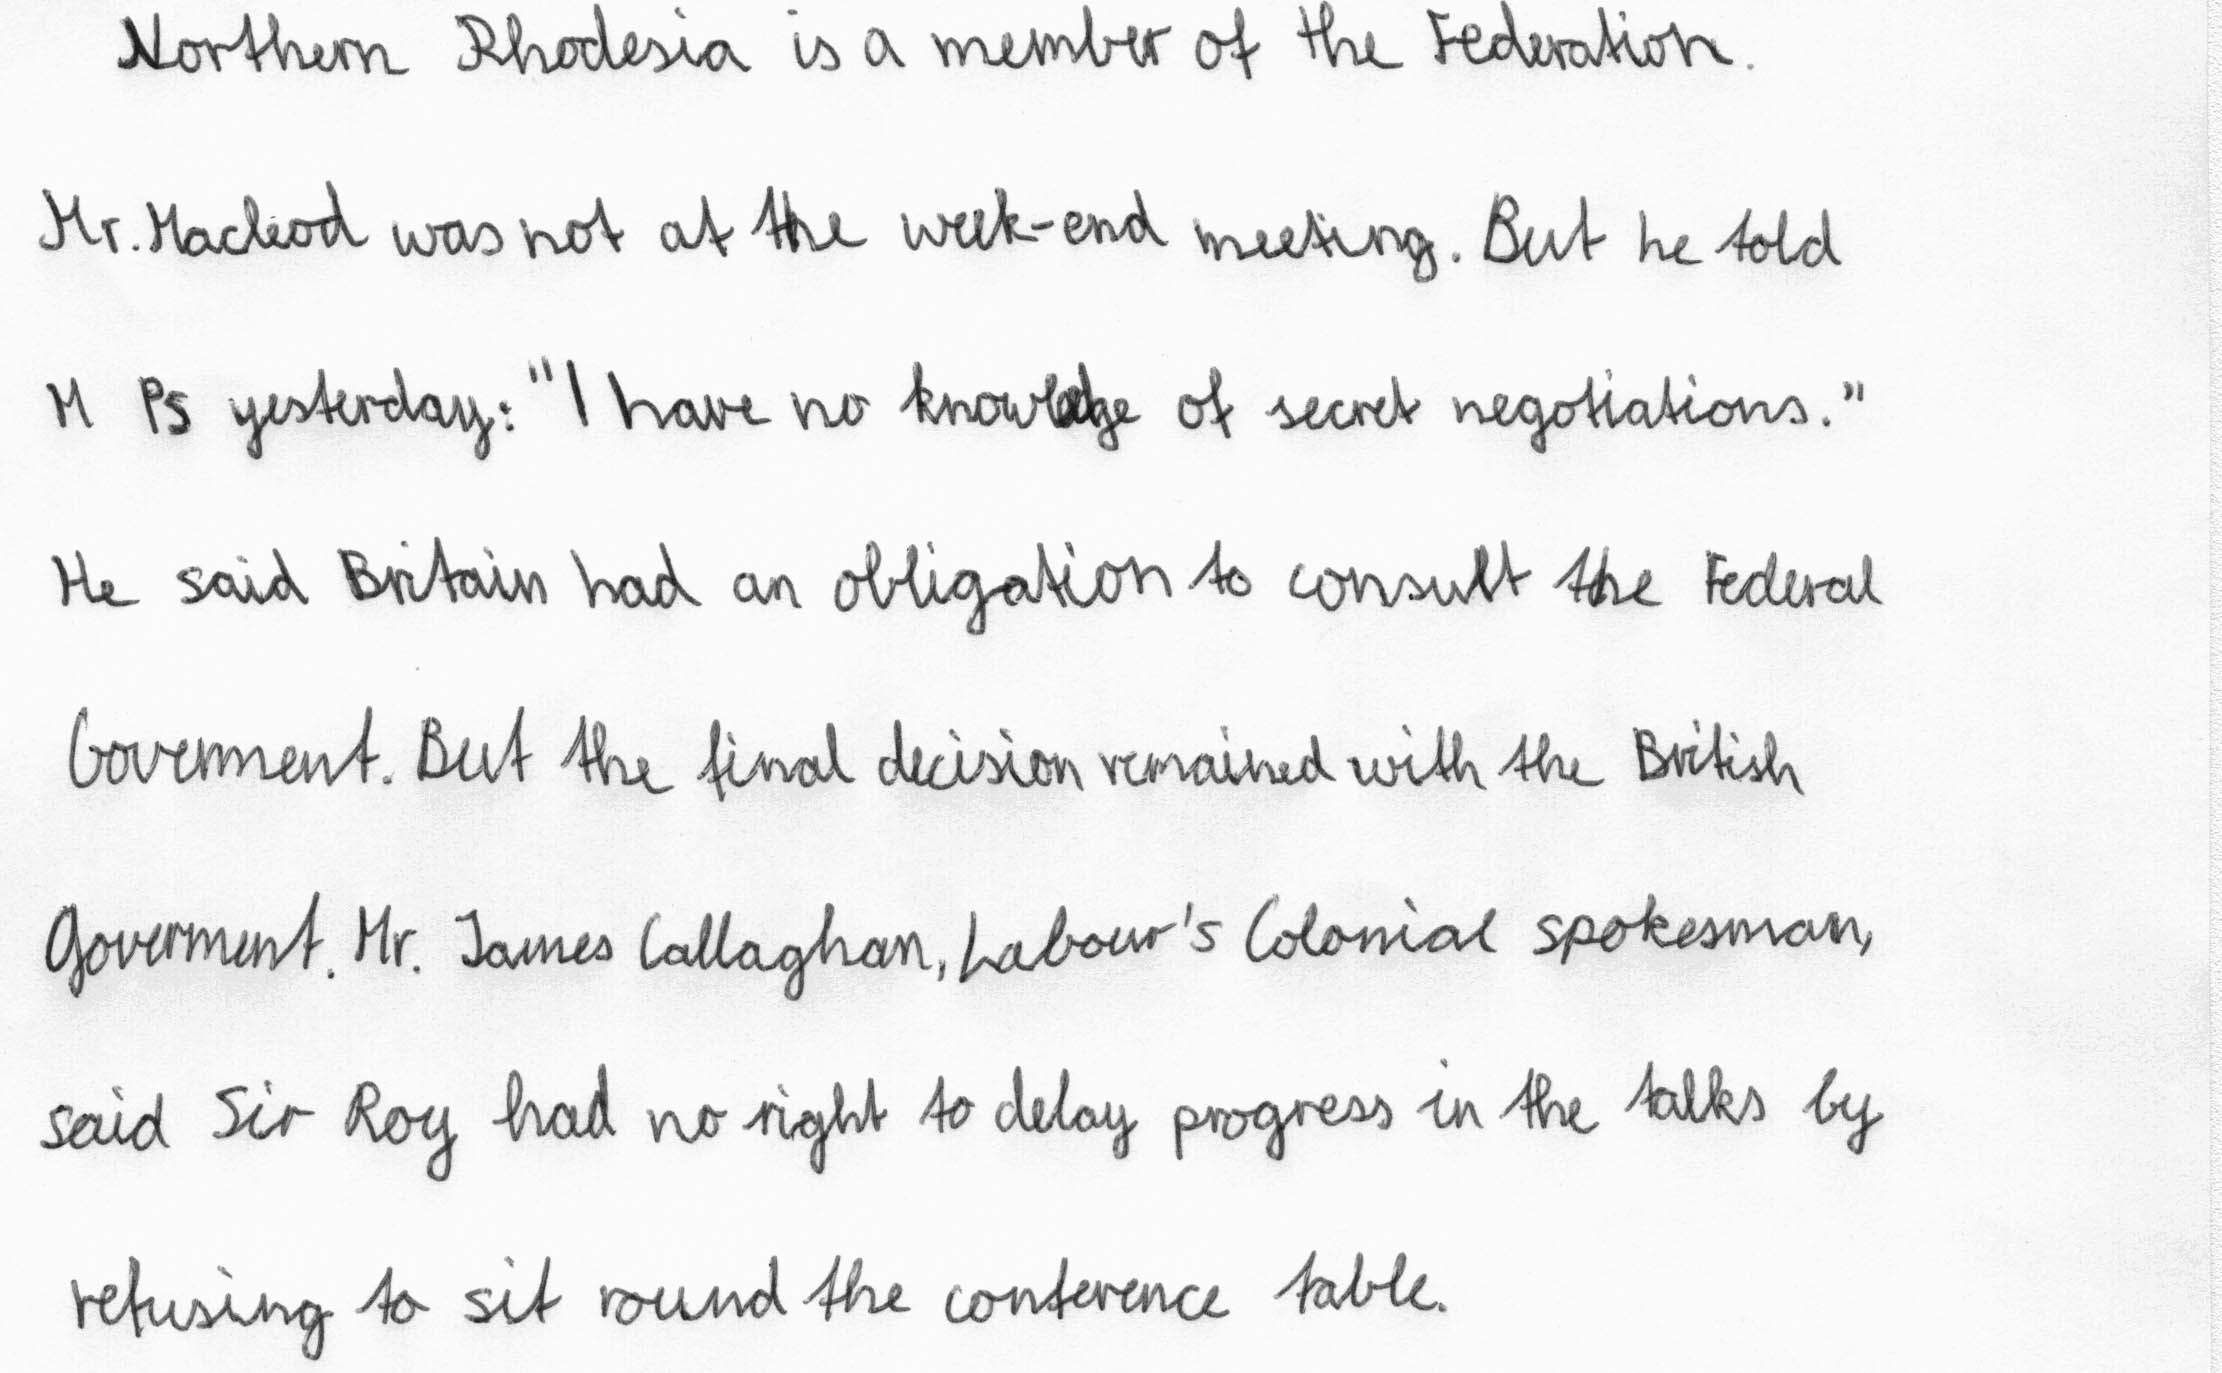 Northern Rhodesia is a member of the Federation.
Mr. Macleod was not at the week-end meeting. But he told
M Ps yesterday: "I have no knowledge of secret negotiations."
He said Britain had an obligation to consult the Federal
Government. But the final decision remained with the British
Goverment. Mr. James Callaghan, Labour's Colonial spokesman,
said Sir Roy had no right to delay progress in the talks by
refusing to sit round the conference table.